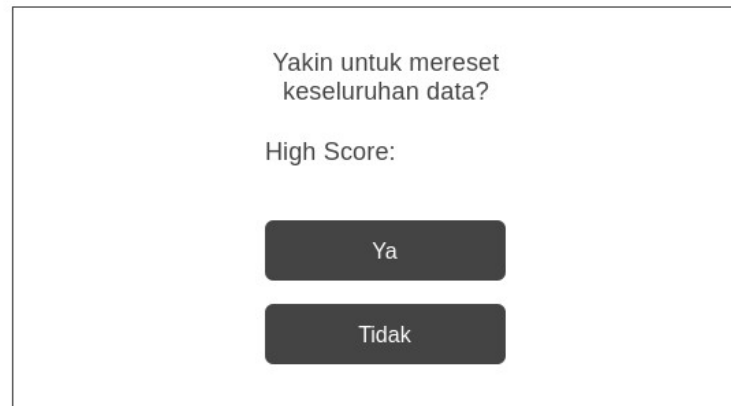 Yakin untuk mereset
keseluruhan data?
High Score:
Ya
Tidak